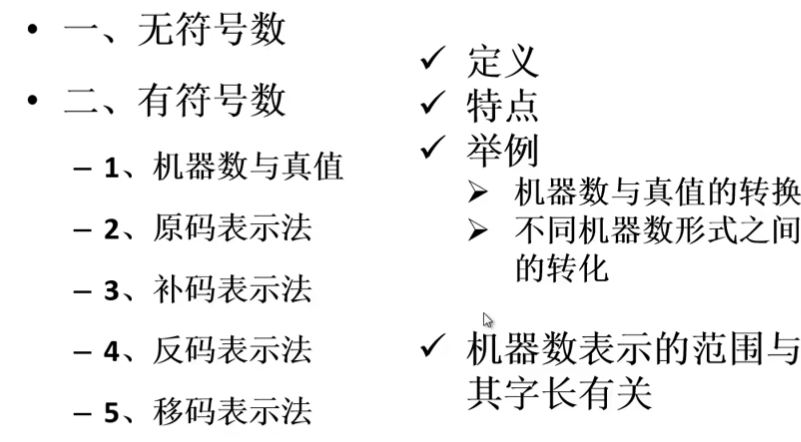 • 一、无符号数
• 二、有符号数
– 1、机器数与真值
– 2、原码表示法
– 3、补码表示法
– 4、反码表示法
– 5、移码表示法
✓ 定义
✓ 特点
✓ 举例
➢ 机器数与真值的转换
➢ 不同机器数形式之间
的转化
✓ 机器数表示的范围与
其字长有关